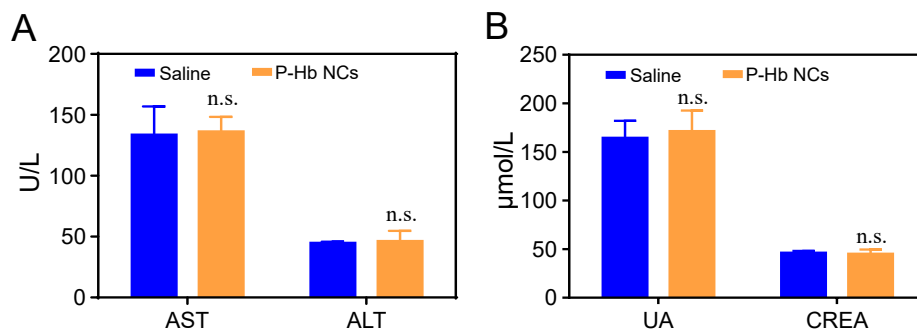 A
200
150
100
50
0
U/L
Saline P-Hb NCs
n.s.
n.s.
AST ALT
B
250
200
150
100
50
0
μmol/L
Saline P-Hb NCs
n.s.
n.s.
UA CREA